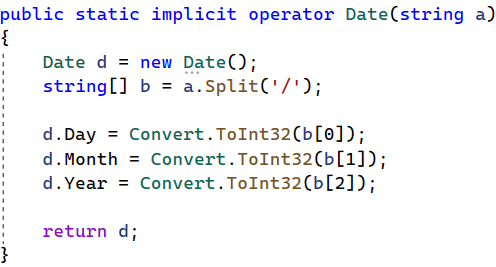 public static implicit operator Date(string a)
{
    Date d = new Date();
    string[] b = a.Split('/');

    d.Day = Convert.ToInt32(b[0]);
    d.Month = Convert.ToInt32(b[1]);
    d.Year = Convert.ToInt32(b[2]);

    return d;
}